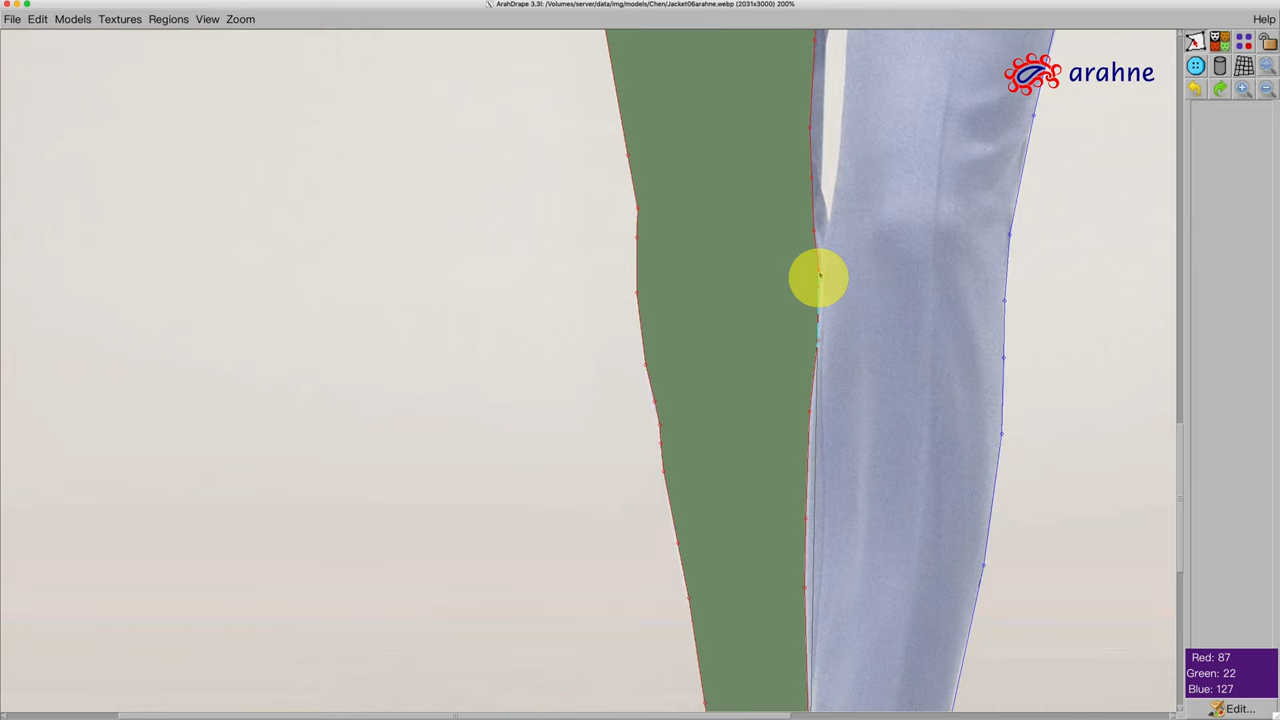 ArahDrape 3.3l: /Volumes/server/data/img/models/Chen/Jacket06arahne.webp (2031x3000) 200%
File Edit Models Textures Regions View Zoom Help
arahne
Red: 87
Green: 22
Blue: 127
Edit...